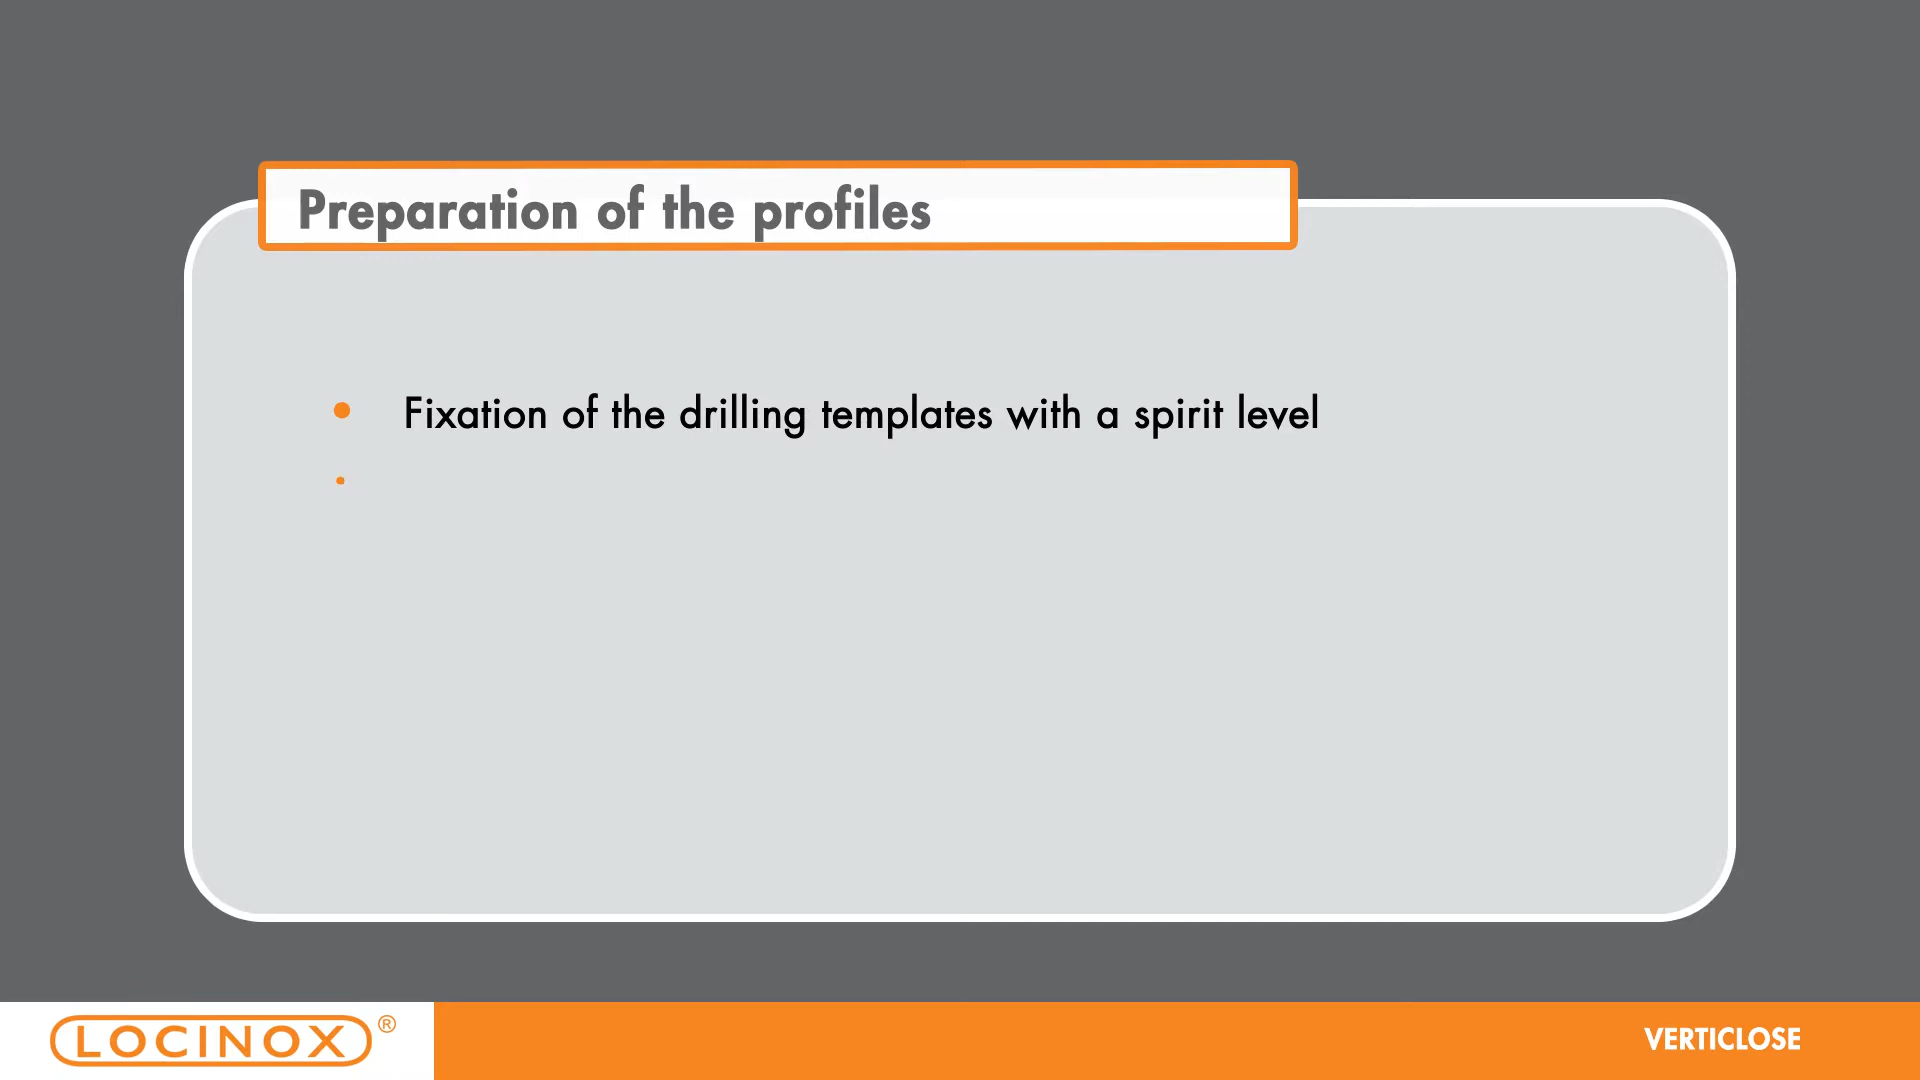 Preparation of the profiles
• Fixation of the drilling templates with a spirit level
•
LOCINOX®
VERTICLOSE